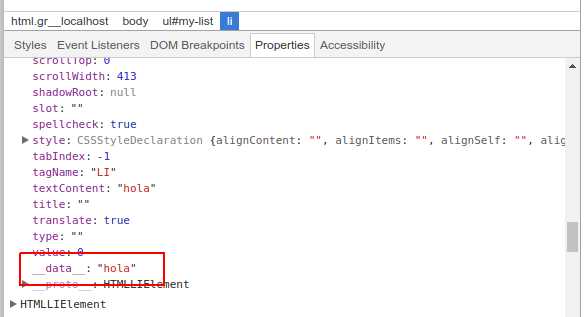 html.gr__localhost body ul#my-list li
Styles Event Listeners DOM Breakpoints Properties Accessibility
scrollTop: 0
scrollWidth: 413
shadowRoot: null
slot: ""
spellcheck: true
style: CSSStyleDeclaration {alignContent: "", alignItems: "", alignSelf: "", alig
tabIndex: -1
tagName: "LI"
textContent: "hola"
title: ""
translate: true
type: ""
value: 0
__data__: "hola"
__proto__: HTMLLIElement
HTMLLIElement